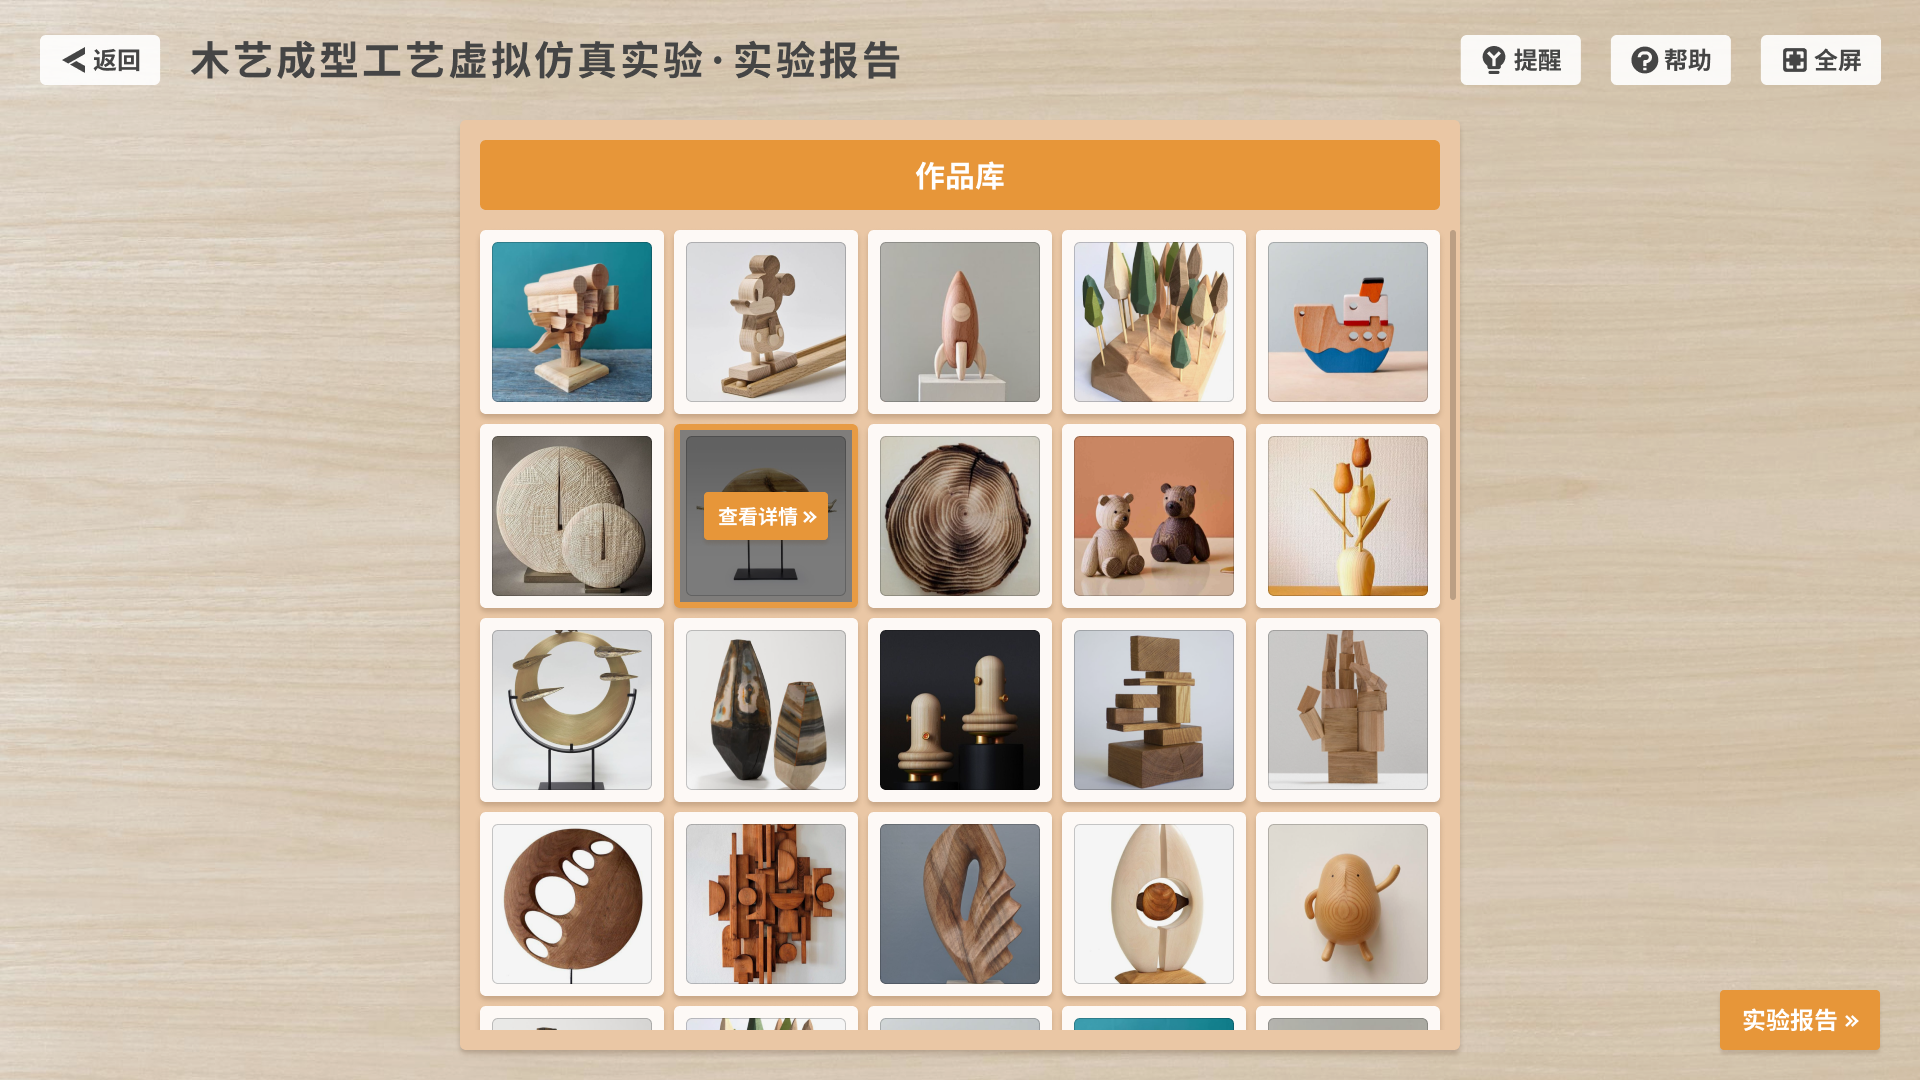 返回
木艺成型工艺虚拟仿真实验·实验报告
提醒
帮助
全屏
作品库
查看详情 »
实验报告 »